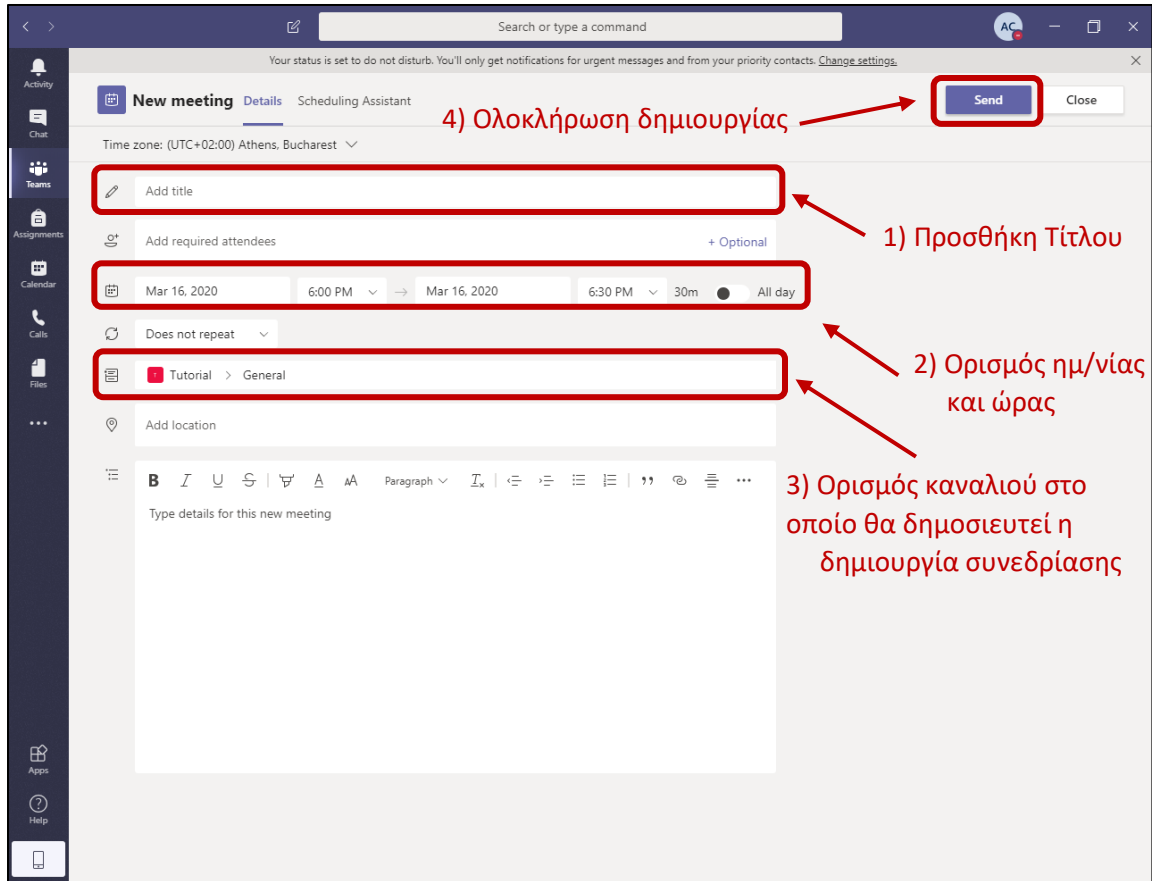 Search or type a command
AC
Your status is set to do not disturb. You'll only get notifications for urgent messages and from your priority contacts. Change settings.
Activity
Chat
Teams
Assignments
Calendar
Calls
Files
Apps
Help
New meeting Details Scheduling Assistant
Send Close
4) Ολοκλήρωση δημιουργίας
Time zone: (UTC+02:00) Athens, Bucharest
Add title
1) Προσθήκη Τίτλου
Add required attendees + Optional
Mar 16, 2020 6:00 PM → Mar 16, 2020 6:30 PM 30m All day
Does not repeat
2) Ορισμός ημ/νίας
και ώρας
T Tutorial > General
Add location
B I U S A AA Paragraph Tx
3) Ορισμός καναλιού στο
οποίο θα δημοσιευτεί η
δημιουργία συνεδρίασης
Type details for this new meeting